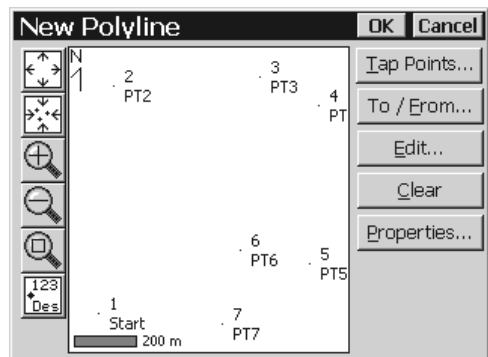 New Polyline OK Cancel
N
2
PT2
3
PT3
4
PT
6
PT6
5
PT5
1
Start
7
PT7
200 m
123
Des
Tap Points...
To / From...
Edit...
Clear
Properties...